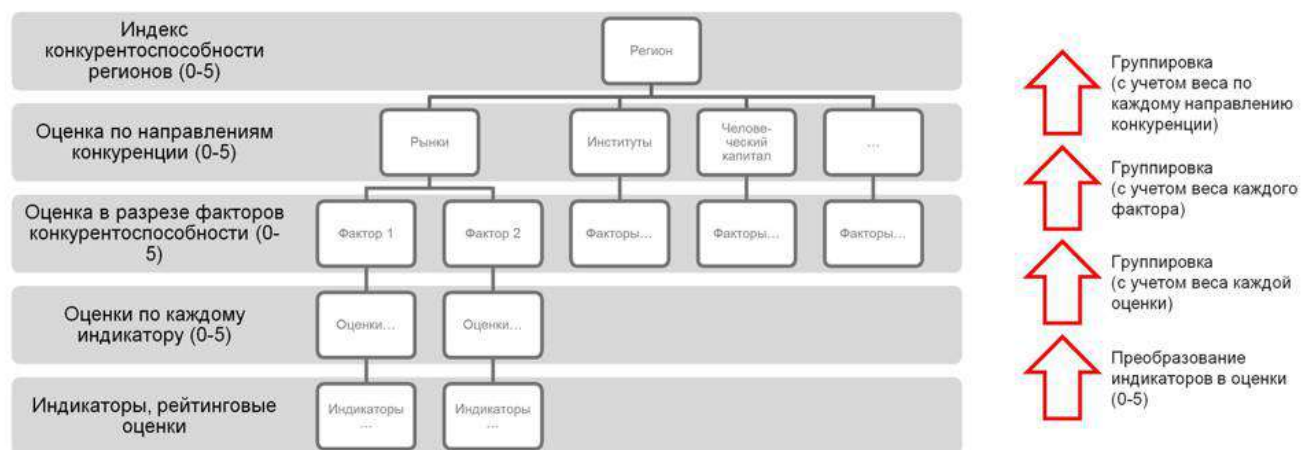 Индекс
конкурентоспособности
регионов (0-5)
Регион
Оценка по направлениям
конкуренции (0-5)
Рынки
Институты
Челове-
ческий
капитал
...
Оценка в разрезе факторов
конкурентоспособности (0-
5)
Фактор 1
Фактор 2
Факторы...
Факторы...
Факторы...
Оценки по каждому
индикатору (0-5)
Оценки...
Оценки...
Индикаторы, рейтинговые
оценки
Индикаторы
...
Индикаторы
...
Группировка
(с учетом веса по
каждому направлению
конкуренции)
Группировка
(с учетом веса каждого
фактора)
Группировка
(с учетом веса каждой
оценки)
Преобразование
индикаторов в оценки
(0-5)